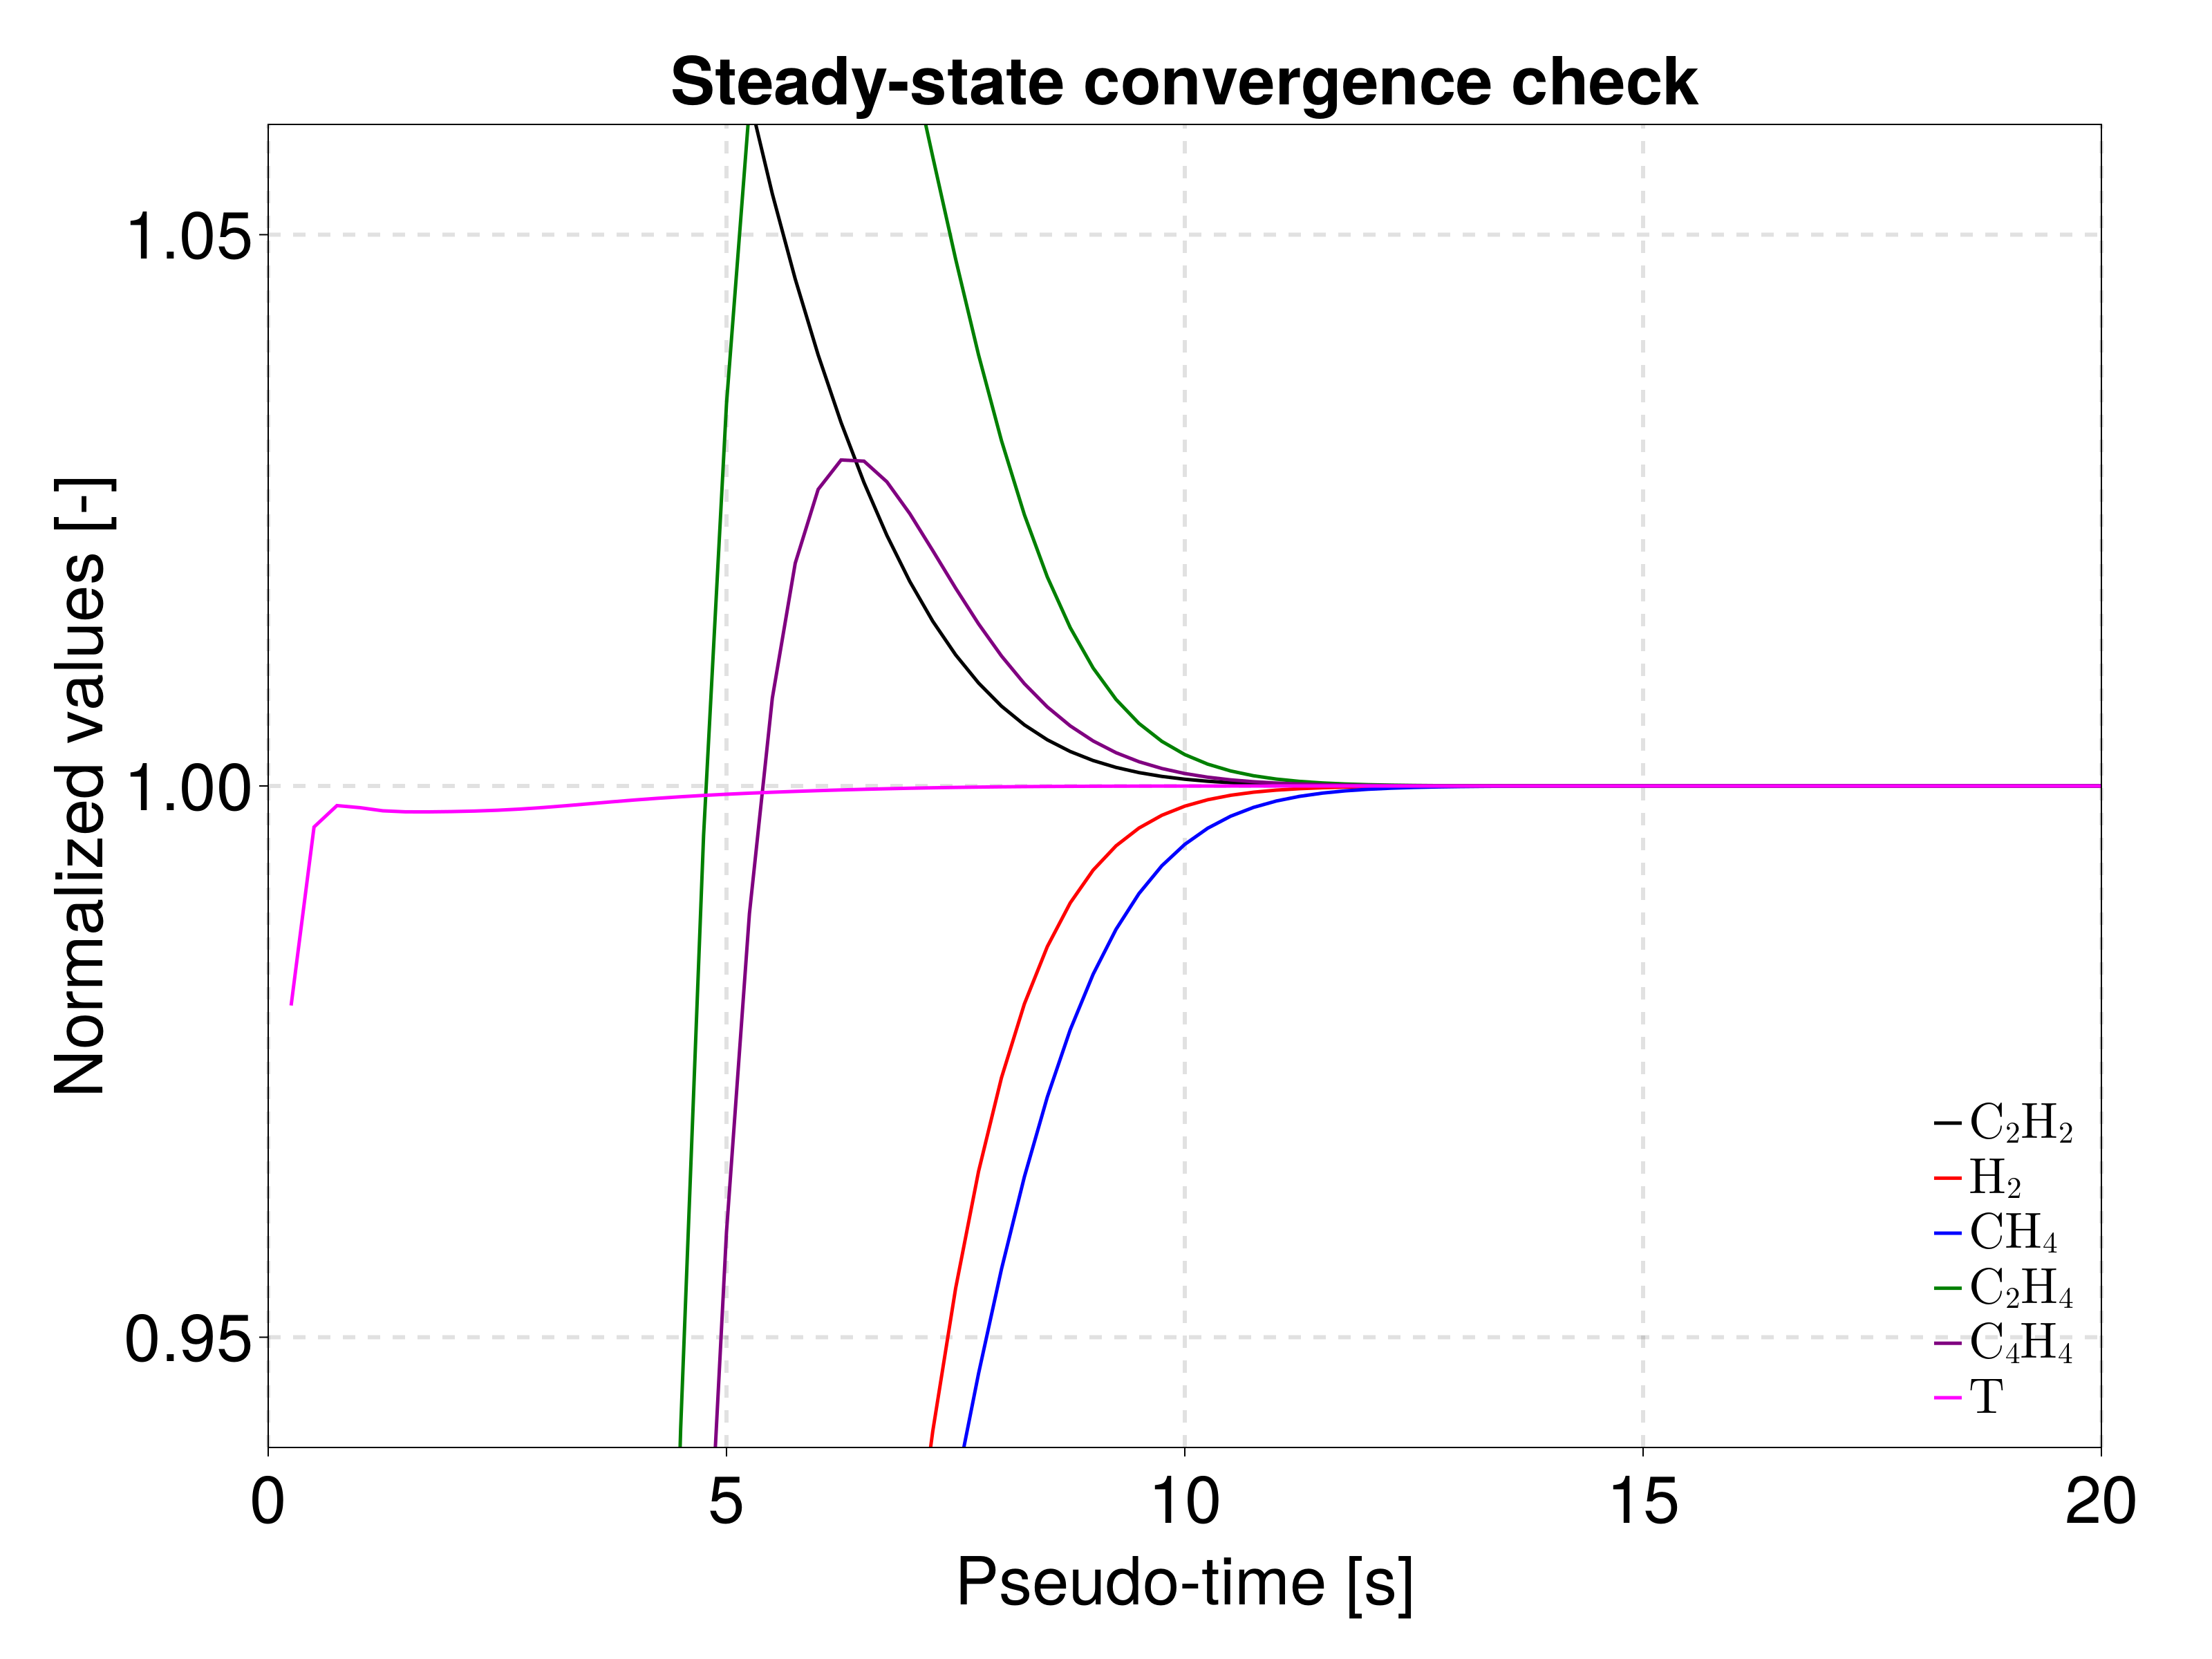 Steady-state convergence check
Normalized values [-]
1.05
1.00
0.95
0
5
10
15
20
Pseudo-time [s]
C₂H₂
H₂
CH₄
C₂H₄
C₄H₄
T